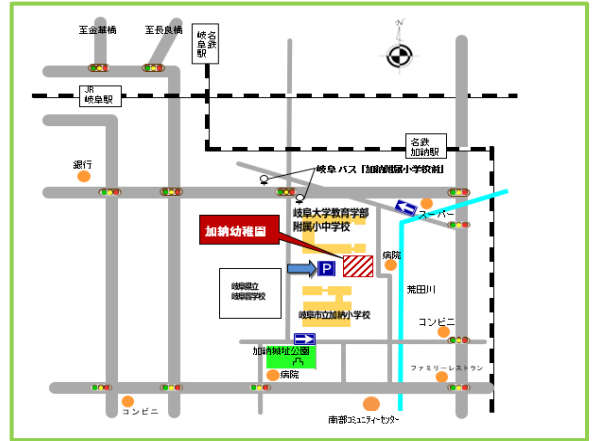 至金華橋
至長良橋
名鉄
岐阜駅
N
JR
岐阜駅
名鉄
加納駅
銀行
岐阜バス「加納附属小学校前」
岐阜大学教育学部
附属小中学校
スーパー
加納幼稚園
病院
P
岐阜県立
岐阜盲学校
荒田川
岐阜市立加納小学校
コンビニ
加納城址公園
病院
ファミリーレストラン
コンビニ
南部コミュニティーセンター